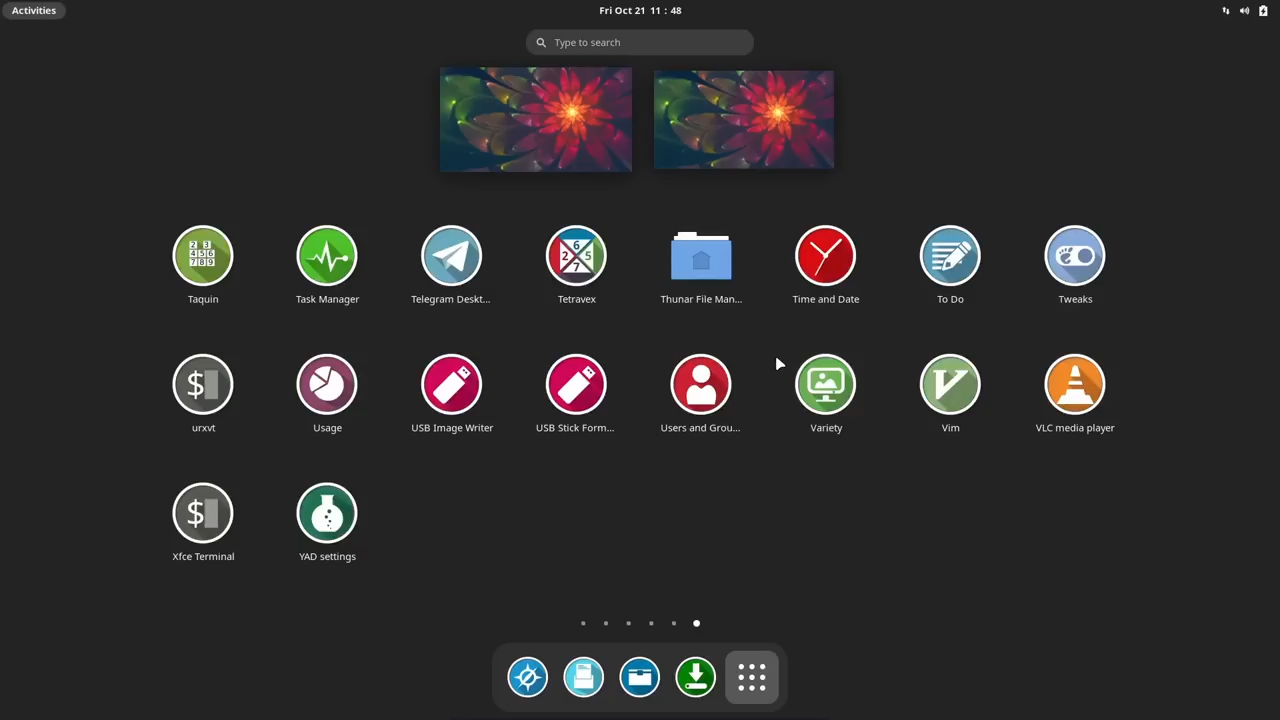 Activities
Fri Oct 21 11 : 48
Type to search
Taquin
Task Manager
Telegram Deskt...
Tetravex
Thunar File Man...
Time and Date
To Do
Tweaks
urxvt
Usage
USB Image Writer
USB Stick Form...
Users and Grou...
Variety
Vim
VLC media player
Xfce Terminal
YAD settings